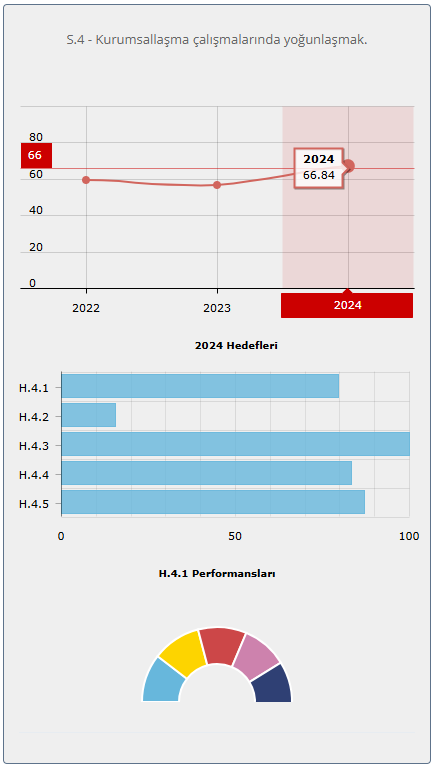 S.4 - Kurumsallaşma çalışmalarında yoğunlaşmak.
80
66
60
40
20
0
2024
66.84
2022 2023 2024
2024 Hedefleri
H.4.1
H.4.2
H.4.3
H.4.4
H.4.5
0 50 100
H.4.1 Performansları